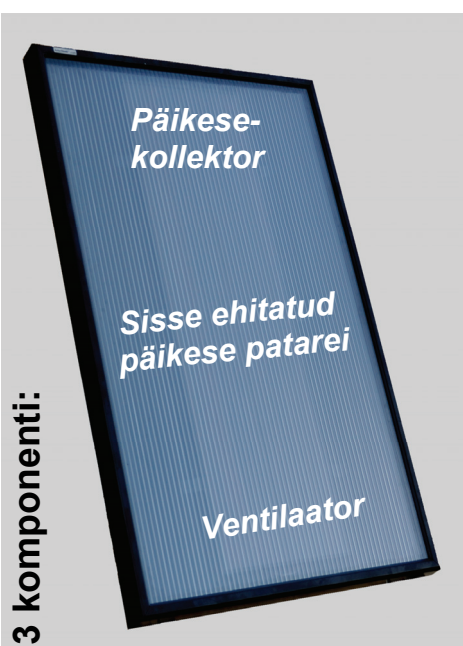 Päikese-
kollektor
Sisse ehitatud
päikese patarei
Ventilaator
3 komponenti: